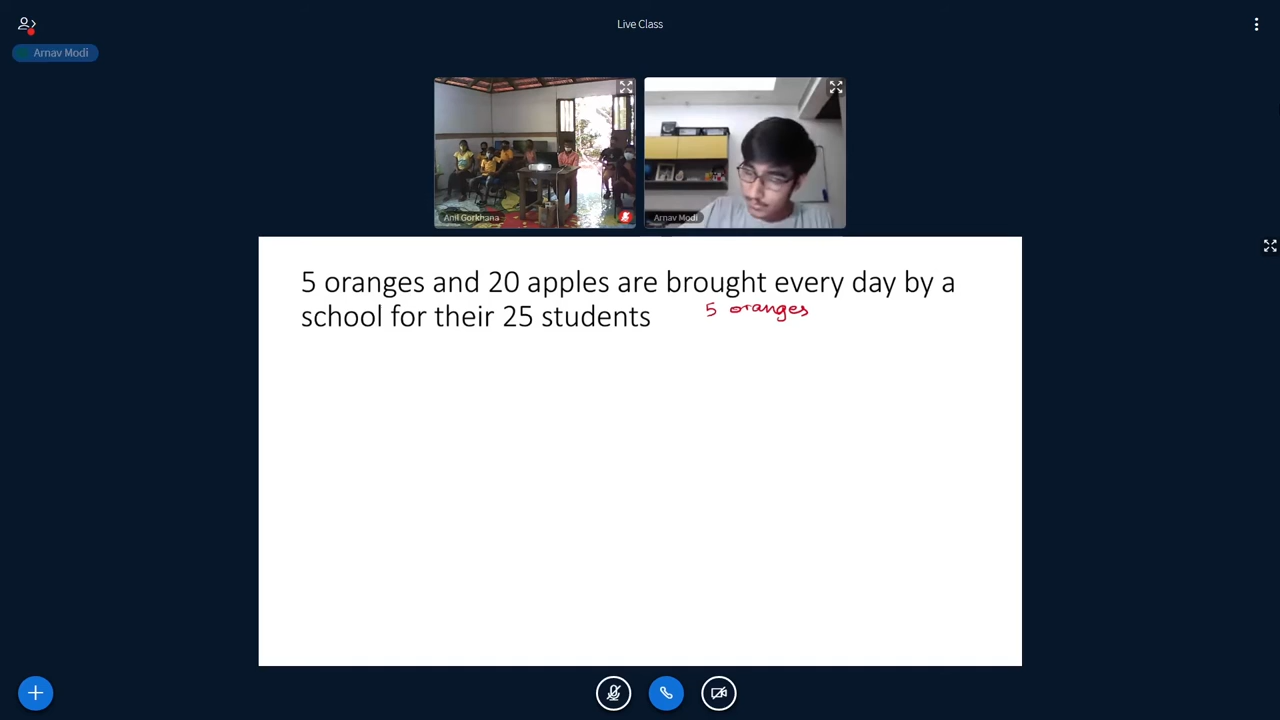 Live Class
Arnav Modi
Anil Gorkhana
Arnav Modi
5 oranges and 20 apples are brought every day by a
school for their 25 students
5 oranges